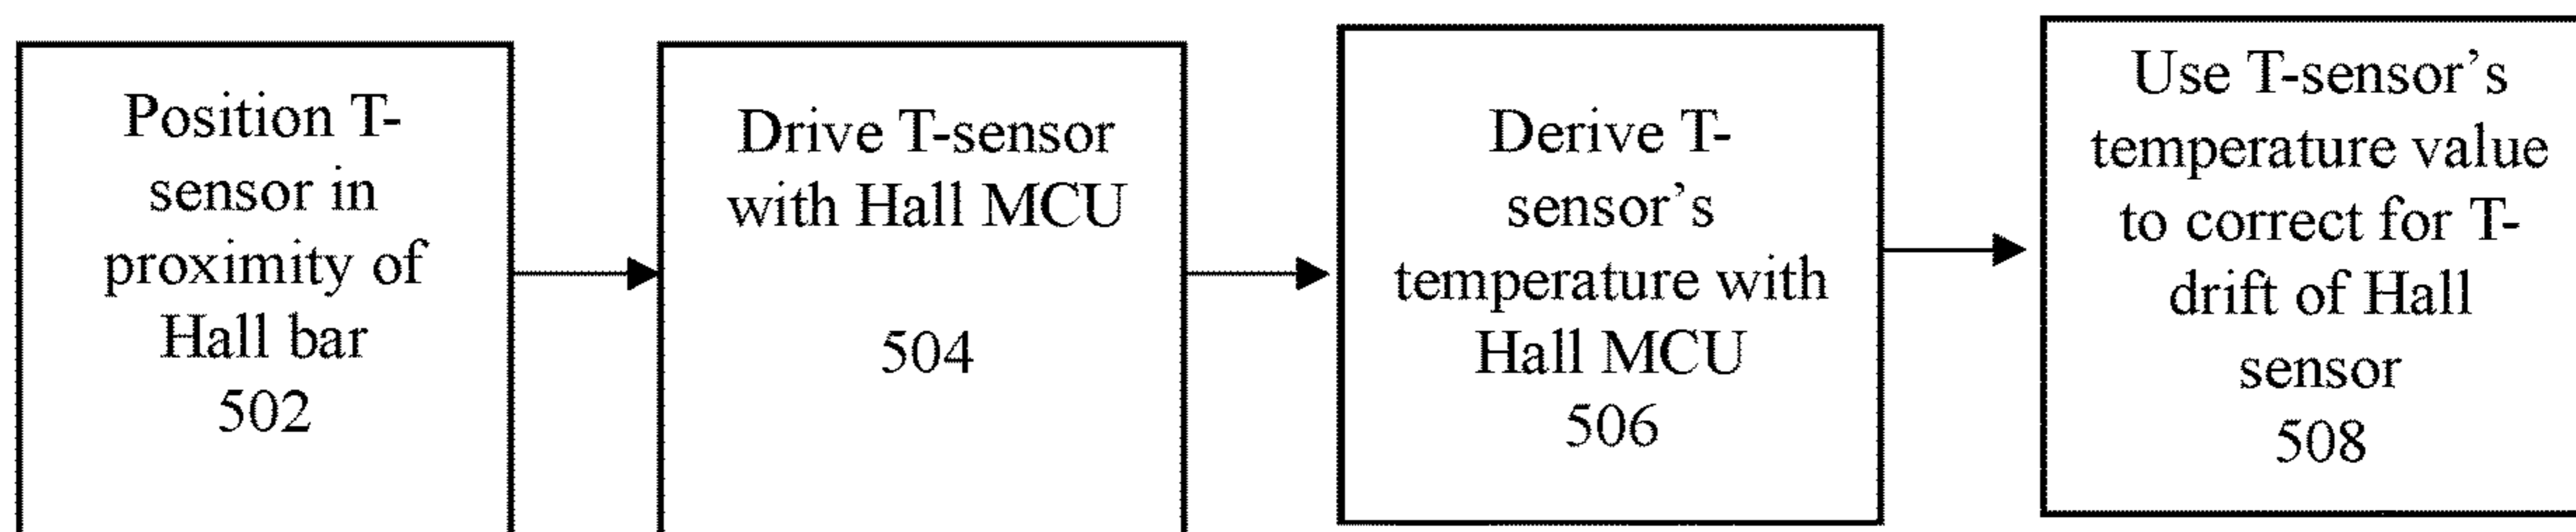 Position T-
sensor in
proximity of
Hall bar
502
Drive T-sensor
with Hall MCU
504
Derive T-
sensor's
temperature with
Hall MCU
506
Use T-sensor's
temperature value
to correct for T-
drift of Hall
sensor
508